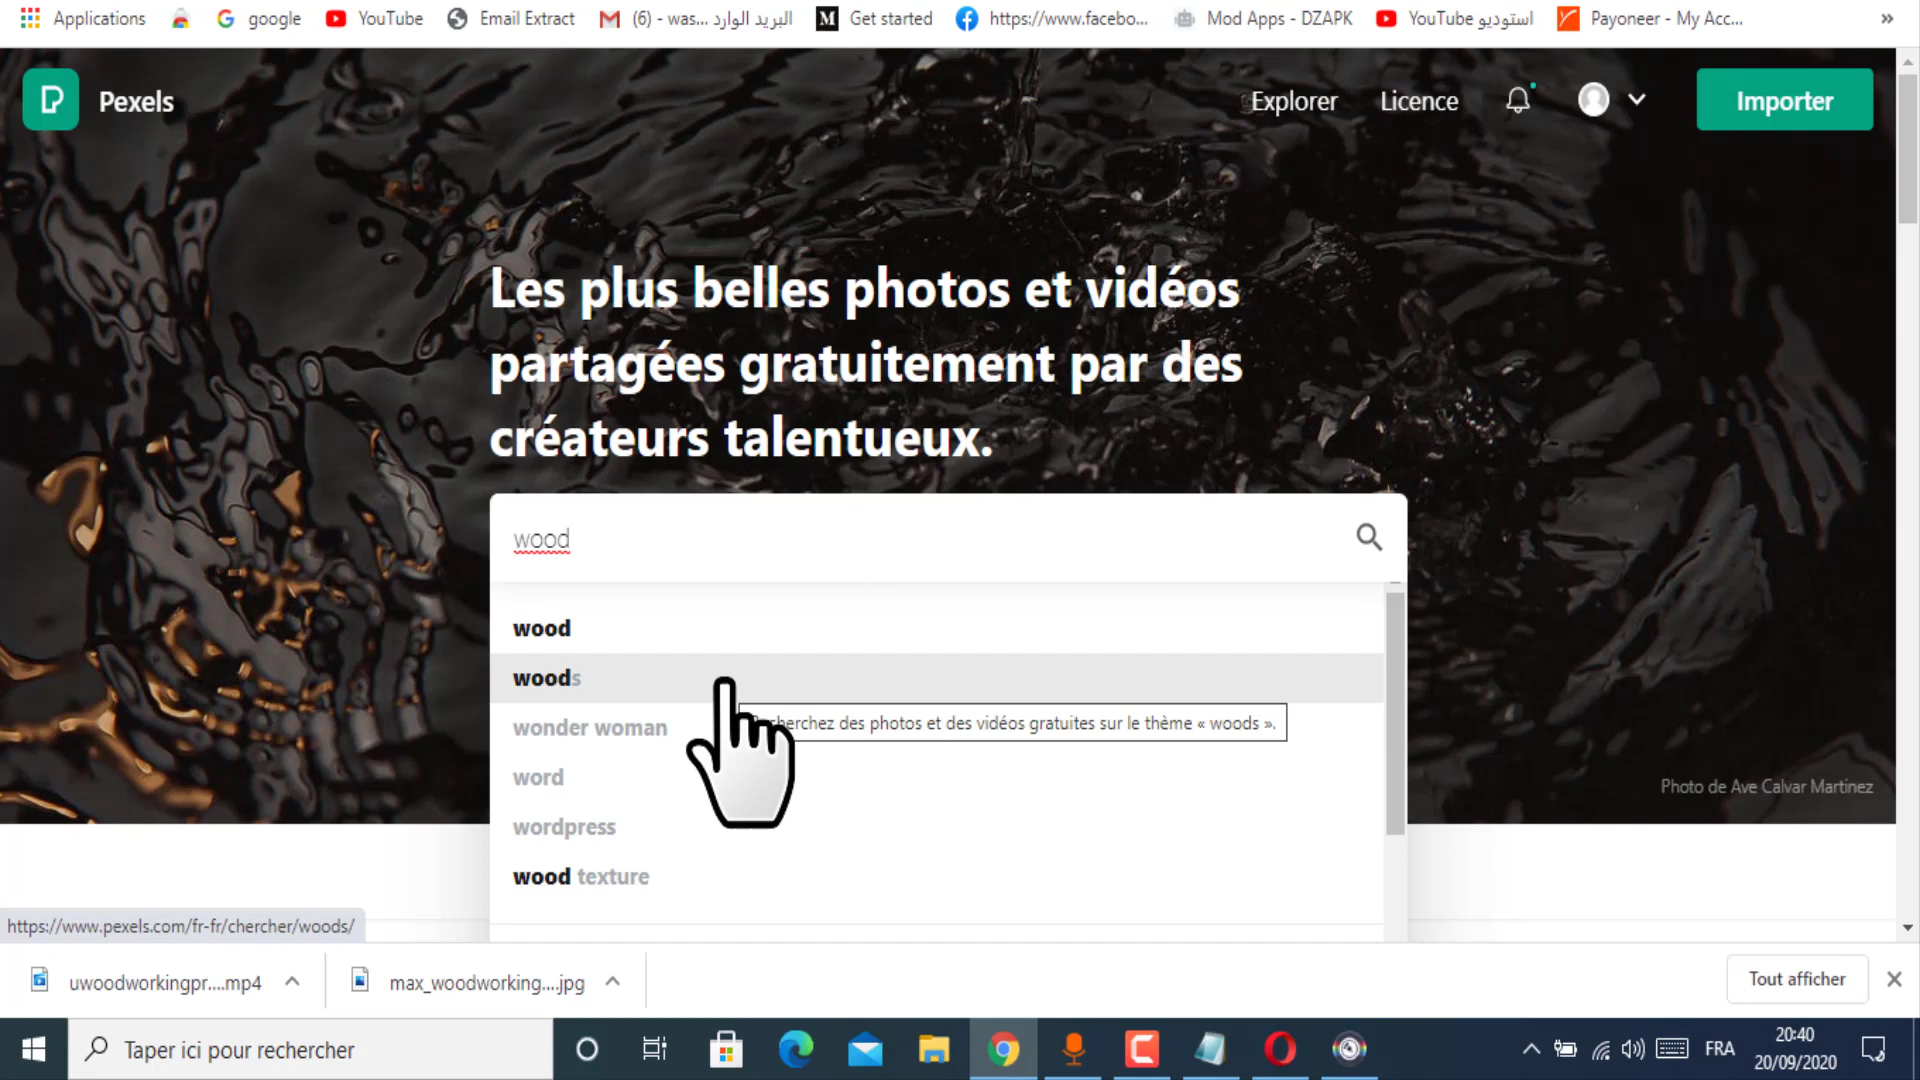 Applications google YouTube Email Extract (6) - was... البريد الوارد Get started https://www.facebo... Mod Apps - DZAPK استوديو YouTube Payoneer - My Acc... »
Pexels Explorer Licence Importer
Les plus belles photos et vidéos
partagées gratuitement par des
créateurs talentueux.
wood
wood
woods
cherchez des photos et des vidéos gratuites sur le thème « woods ».
wonder woman
word
Photo de Ave Calvar Martinez
wordpress
wood texture
https://www.pexels.com/fr-fr/chercher/woods/
uwoodworkingpr....mp4 max_woodworking....jpg Tout afficher
Taper ici pour rechercher FRA 20:40
20/09/2020